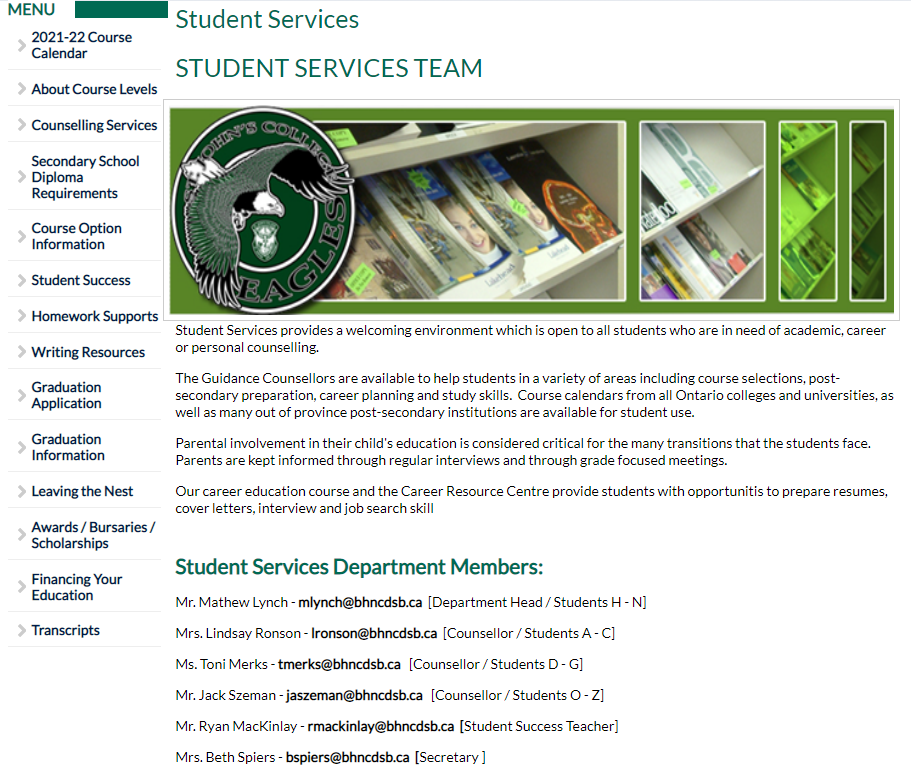 MENU
2021-22 Course
Calendar
About Course Levels
Counselling Services
Secondary School
Diploma
Requirements
Course Option
Information
Student Success
Homework Supports
Writing Resources
Graduation
Application
Graduation
Information
Leaving the Nest
Awards / Bursaries /
Scholarships
Financing Your
Education
Transcripts
Student Services
STUDENT SERVICES TEAM
JOHN'S COLLEGE
EAGLES
Student Services provides a welcoming environment which is open to all students who are in need of academic, career
or personal counselling.
The Guidance Counsellors are available to help students in a variety of areas including course selections, post-
secondary preparation, career planning and study skills.  Course calendars from all Ontario colleges and universities, as
well as many out of province post-secondary institutions are available for student use.
Parental involvement in their child's education is considered critical for the many transitions that the students face.
Parents are kept informed through regular interviews and through grade focused meetings.
Our career education course and the Career Resource Centre provide students with opportunitis to prepare resumes,
cover letters, interview and job search skill
Student Services Department Members:
Mr. Mathew Lynch - mlynch@bhncdsb.ca  [Department Head / Students H - N]
Mrs. Lindsay Ronson - lronson@bhncdsb.ca  [Counsellor / Students A - C]
Ms. Toni Merks - tmerks@bhncdsb.ca  [Counsellor / Students D - G]
Mr. Jack Szeman - jaszeman@bhncdsb.ca  [Counsellor / Students O - Z]
Mr. Ryan MacKinlay - rmackinlay@bhncdsb.ca  [Student Success Teacher]
Mrs. Beth Spiers - bspiers@bhncdsb.ca  [Secretary ]